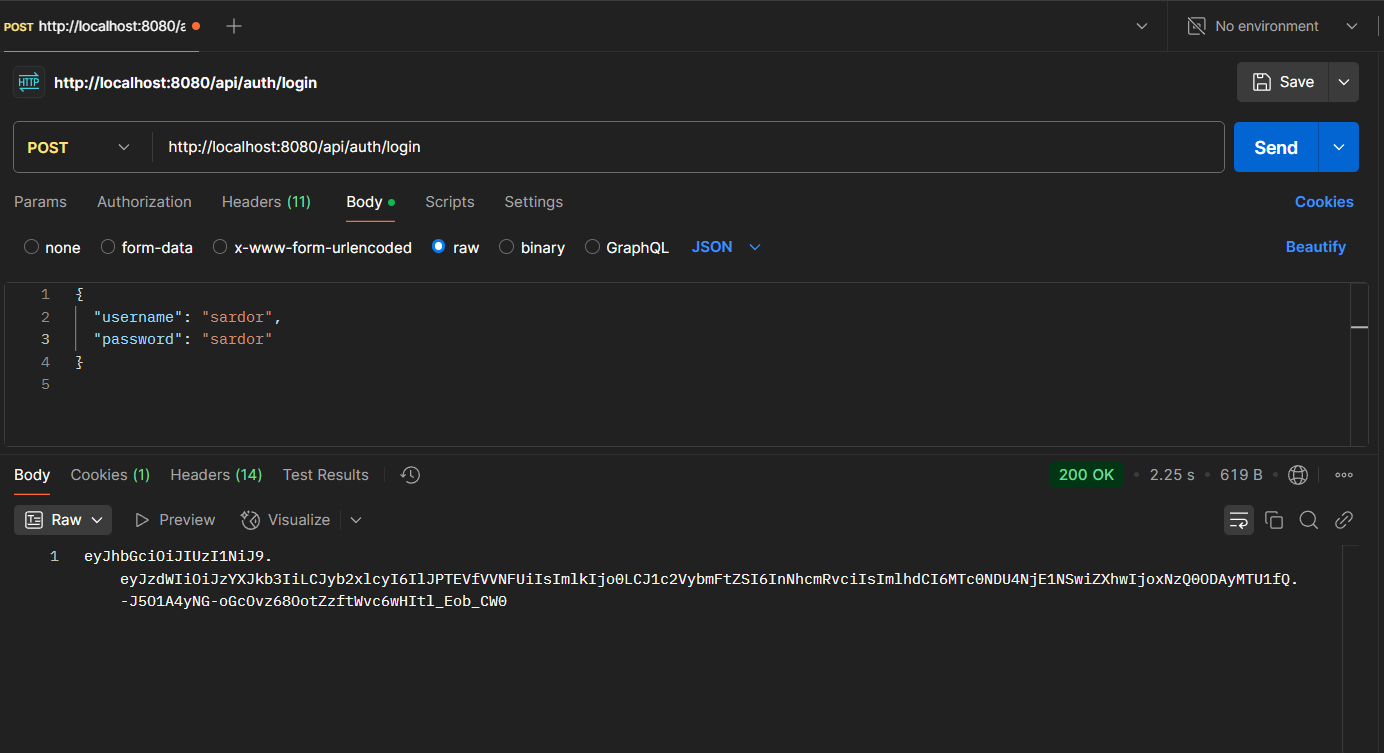 POST http://localhost:8080/a
No environment
HTTP http://localhost:8080/api/auth/login
Save
POST http://localhost:8080/api/auth/login
Send
Params Authorization Headers (11) Body Scripts Settings Cookies
none form-data x-www-form-urlencoded raw binary GraphQL JSON Beautify
1 {
2 "username": "sardor",
3 "password": "sardor"
4 }
5
Body Cookies (1) Headers (14) Test Results 200 OK • 2.25 s • 619 B •
Raw Preview Visualize
1 eyJhbGciOiJIUzI1NiJ9.
eyJzdWIiOiJzYXJkb3IiLCJyb2xlcyI6IlJPTEVfVVNFUiIsImlkIjo0LCJ1c2VybmFtZSI6InNhcmRvciIsImlhdCI6MTc0NDU4NjE1NSwiZXhwIjoxNzQ0ODAyMTU1fQ.
-J5O1A4yNG-oGcOvz68OotZzftWvc6wHItl_Eob_CW0